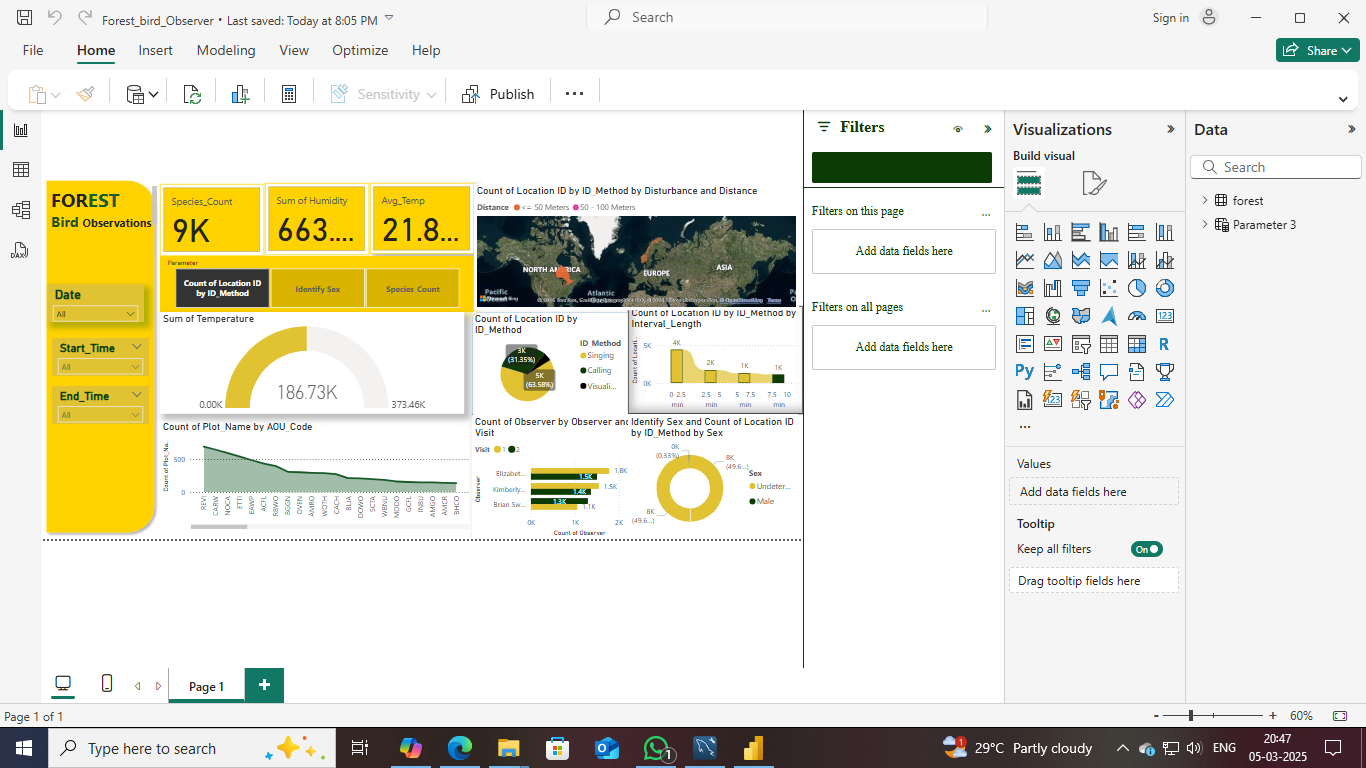 Forest_bird_Observer • Last saved: Today at 8:05 PM
Search
Sign in
File
Home
Insert
Modeling
View
Optimize
Help
Share
Sensitivity
Publish
FOREST
Bird Observations
Date
All
Start_Time
All
End_Time
All
Species_Count
9K
Sum of Humidity
663....
Avg_Temp
21.8...
Parameter
Count of Location ID
by ID_Method
Identify Sex
Species Count
Count of Location ID by ID_Method by Disturbance and Distance
Distance
<= 50 Meters
50 - 100 Meters
NORTH AMERICA
EUROPE
ASIA
Pacific
Atlantic
Sum of Temperature
186.73K
0.00K
373.46K
Count of Location ID by
ID_Method
3K
(31.35%)
5K
(63.58%)
ID_Method
Singing
Calling
Visuali...
Count of Location ID by ID_Method by
Interval_Length
Count of Locati...
5K
0K
4K
2K
1K
1K
0-2.5
min
2.5 - 5
min
5 - 7.5
min
7.5 - 10
min
Count of Plot_Name by AOU_Code
Count of Plot_Na...
500
0
REVI
CARW
NOCA
ETTI
EAWP
ACFL
RBWO
BGGN
OVEN
AMRO
WOTH
CACH
BLJA
DOWO
SCTA
WBNU
MODO
GCFL
INBU
AMGO
AMCR
BHCO
Count of Observer by Observer and
Visit
Visit
1
2
Observer
Elizabet...
Kimberly...
Brian Sw...
1.8K
1.5K
1.5K
1.4K
1.3K
1.1K
0K
1K
2K
Count of Observer
Identify Sex and Count of Location ID
by ID_Method by Sex
0K
(0.33%)
8K
(49.6...
8K
(49.6...
Sex
Undeter...
Male
Filters
Filters on this page
...
Add data fields here
Filters on all pages
...
Add data fields here
Visualizations
Build visual
Values
Add data fields here
Tooltip
Keep all filters
On
Drag tooltip fields here
Data
Search
forest
Parameter 3
Page 1
Page 1 of 1
60%
Type here to search
29°C Partly cloudy
ENG
20:47
05-03-2025